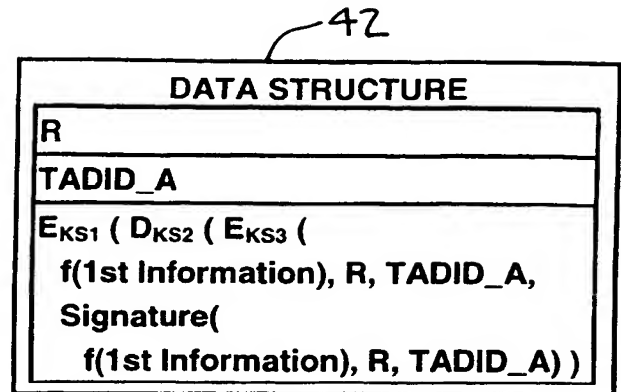 42
DATA STRUCTURE
R
TADID_A
EKS1 ( DKS2 ( EKS3 (
f(1st Information), R, TADID_A,
Signature(
f(1st Information), R, TADID_A) )